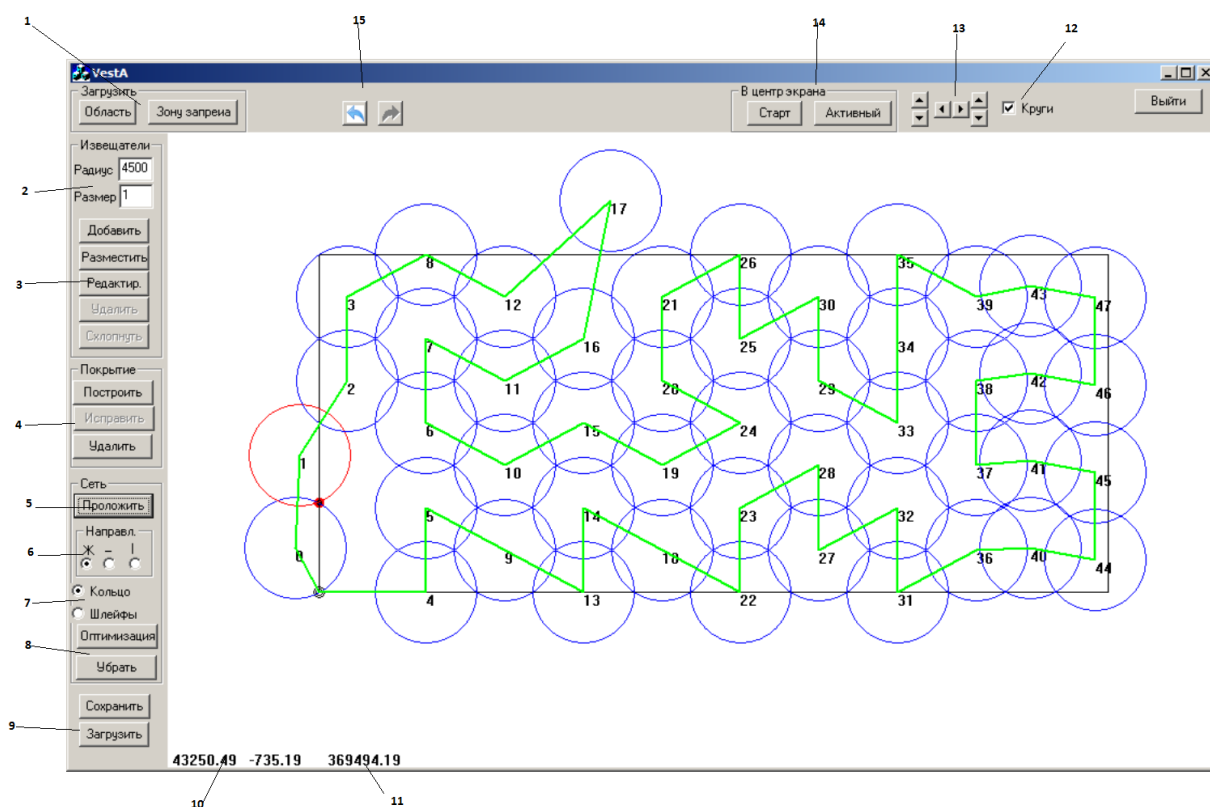 1
15
14
13
12
VestA
Загрузить
Область
Зону запрепа
В центр экрана
Старт
Активный
Круги
Выйти
Извещатели
Радиус 4500
2
Размер 1
Добавить
Разместить
3
Редактир.
Удалить
Схлопнуть
Покрытие
Построить
4
Исправить
Удалить
Сеть
5
Проложить
Направл.
6
Ж – |
7
Кольцо
Шлейфы
Оптимизация
8
Убрать
Сохранить
9
Загрузить
17
8 26 35
3 12 21 30 39 43 47
7 16 25 34
2 11 20 29 38 42 46
6 15 24 33
1 10 19 28 37 41 45
5 14 23 32
0 9 18 27 36 40 44
4 13 22 31
43250.49 -735.19 369494.19
10
11